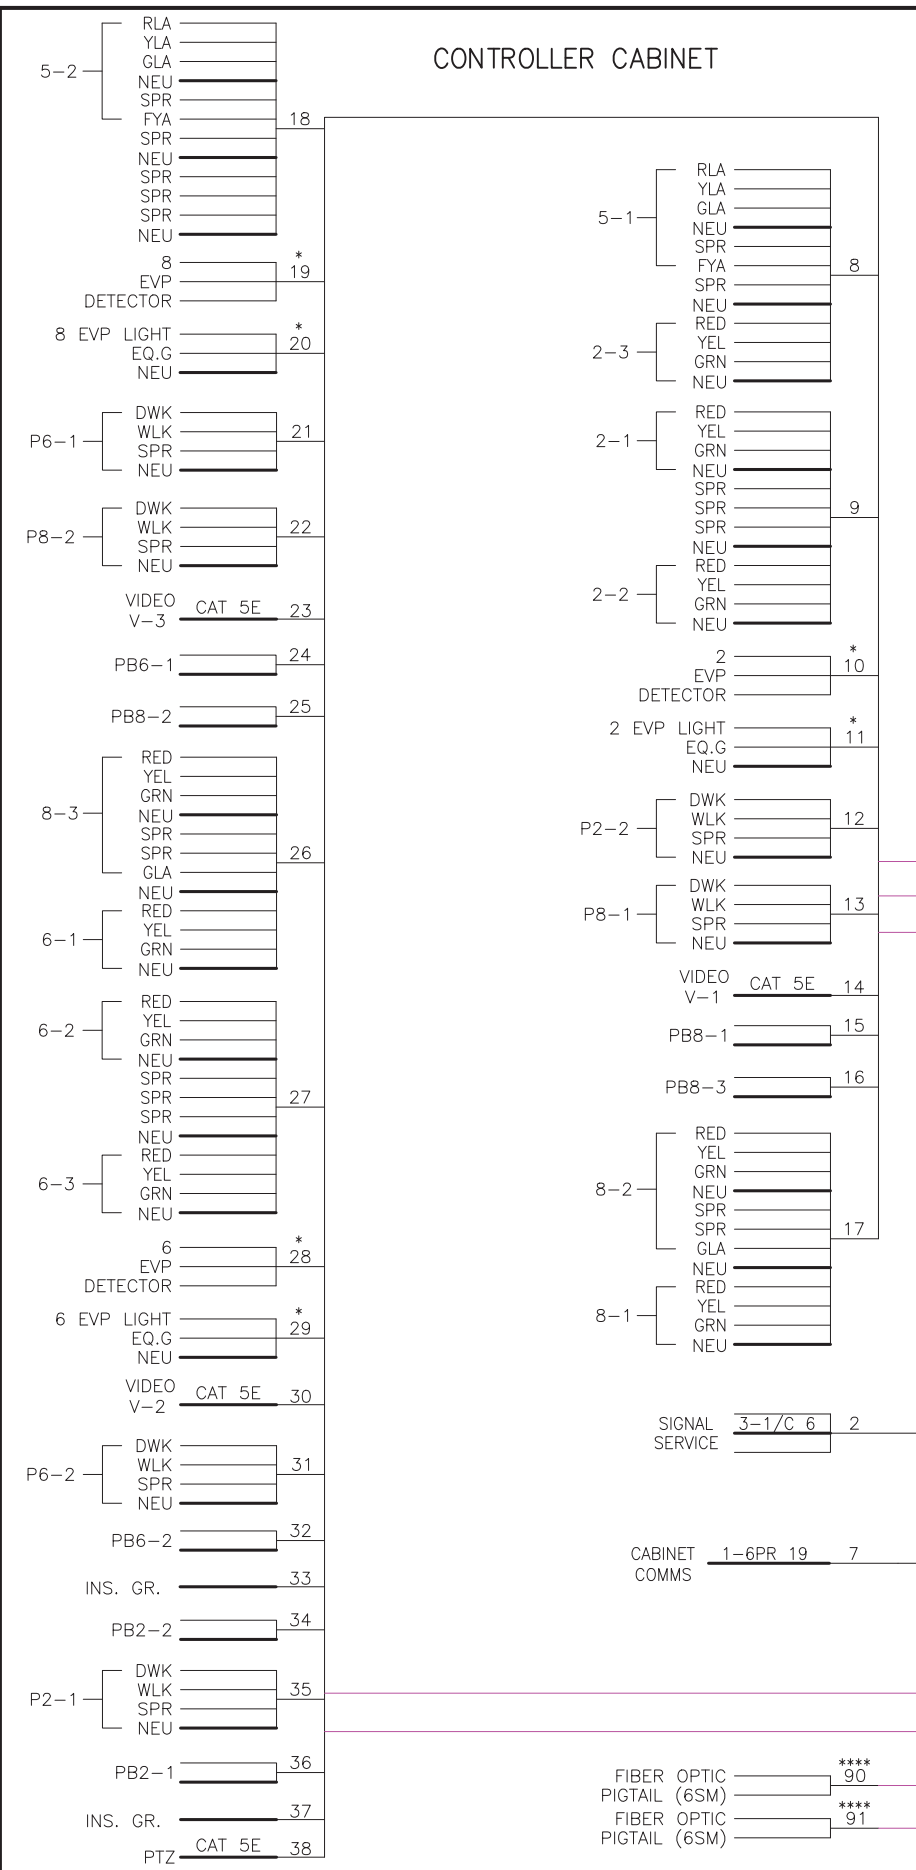 CONTROLLER CABINET
5-2
RLA
YLA
GLA
NEU
SPR
FYA
SPR
NEU
SPR
SPR
SPR
NEU
18
8
EVP
DETECTOR
*
19
8 EVP LIGHT
EQ.G
NEU
*
20
P6-1
DWK
WLK
SPR
NEU
21
P8-2
DWK
WLK
SPR
NEU
22
VIDEO
V-3
CAT 5E
23
PB6-1
24
PB8-2
25
8-3
RED
YEL
GRN
NEU
SPR
SPR
GLA
NEU
26
6-1
RED
YEL
GRN
NEU
6-2
RED
YEL
GRN
NEU
SPR
SPR
SPR
NEU
27
6-3
RED
YEL
GRN
NEU
6
EVP
DETECTOR
*
28
6 EVP LIGHT
EQ.G
NEU
*
29
VIDEO
V-2
CAT 5E
30
P6-2
DWK
WLK
SPR
NEU
31
PB6-2
32
INS. GR.
33
PB2-2
34
P2-1
DWK
WLK
SPR
NEU
35
PB2-1
36
INS. GR.
37
PTZ
CAT 5E
38
5-1
RLA
YLA
GLA
NEU
SPR
FYA
SPR
NEU
8
2-3
RED
YEL
GRN
NEU
2-1
RED
YEL
GRN
NEU
SPR
SPR
SPR
NEU
9
2-2
RED
YEL
GRN
NEU
2
EVP
DETECTOR
*
10
2 EVP LIGHT
EQ.G
NEU
*
11
P2-2
DWK
WLK
SPR
NEU
12
P8-1
DWK
WLK
SPR
NEU
13
VIDEO
V-1
CAT 5E
14
PB8-1
15
PB8-3
16
8-2
RED
YEL
GRN
NEU
SPR
SPR
GLA
NEU
17
8-1
RED
YEL
GRN
NEU
SIGNAL
SERVICE
3-1/C 6
2
CABINET
COMMS
1-6PR 19
7
FIBER OPTIC
PIGTAIL (6SM)
****
90
FIBER OPTIC
PIGTAIL (6SM)
****
91